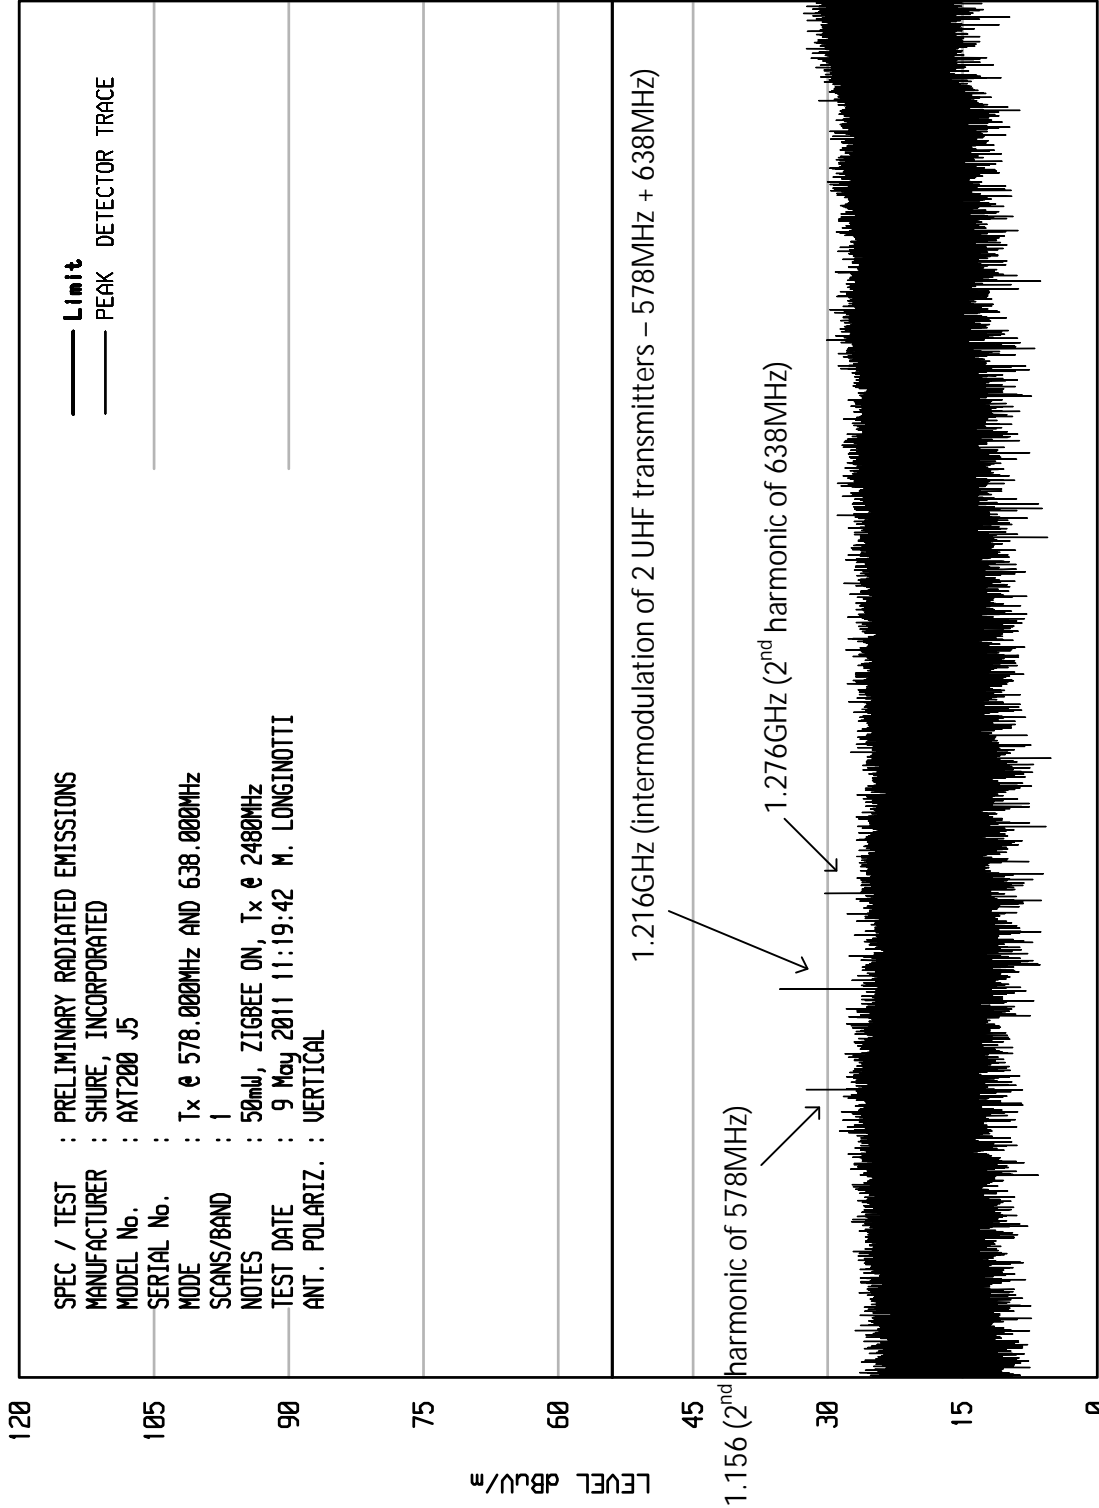 SPEC / TEST : PRELIMINARY RADIATED EMISSIONS
MANUFACTURER : SHURE, INCORPORATED
MODEL No. : AXT200 J5
SERIAL No. :
MODE : Tx @ 578.000MHz AND 638.000MHz
SCANS/BAND : 1
NOTES : 50mW, ZIGBEE ON, Tx @ 2480MHz
TEST DATE : 9 May 2011 11:19:42 M. LONGINOTTI
ANT. POLARIZ. : VERTICAL
Limit
PEAK DETECTOR TRACE
120
105
90
75
60
45
30
15
0
LEVEL dBuV/m
1.216GHz (intermodulation of 2 UHF transmitters – 578MHz + 638MHz)
1.276GHz (2nd harmonic of 638MHz)
1.156 (2nd harmonic of 578MHz)